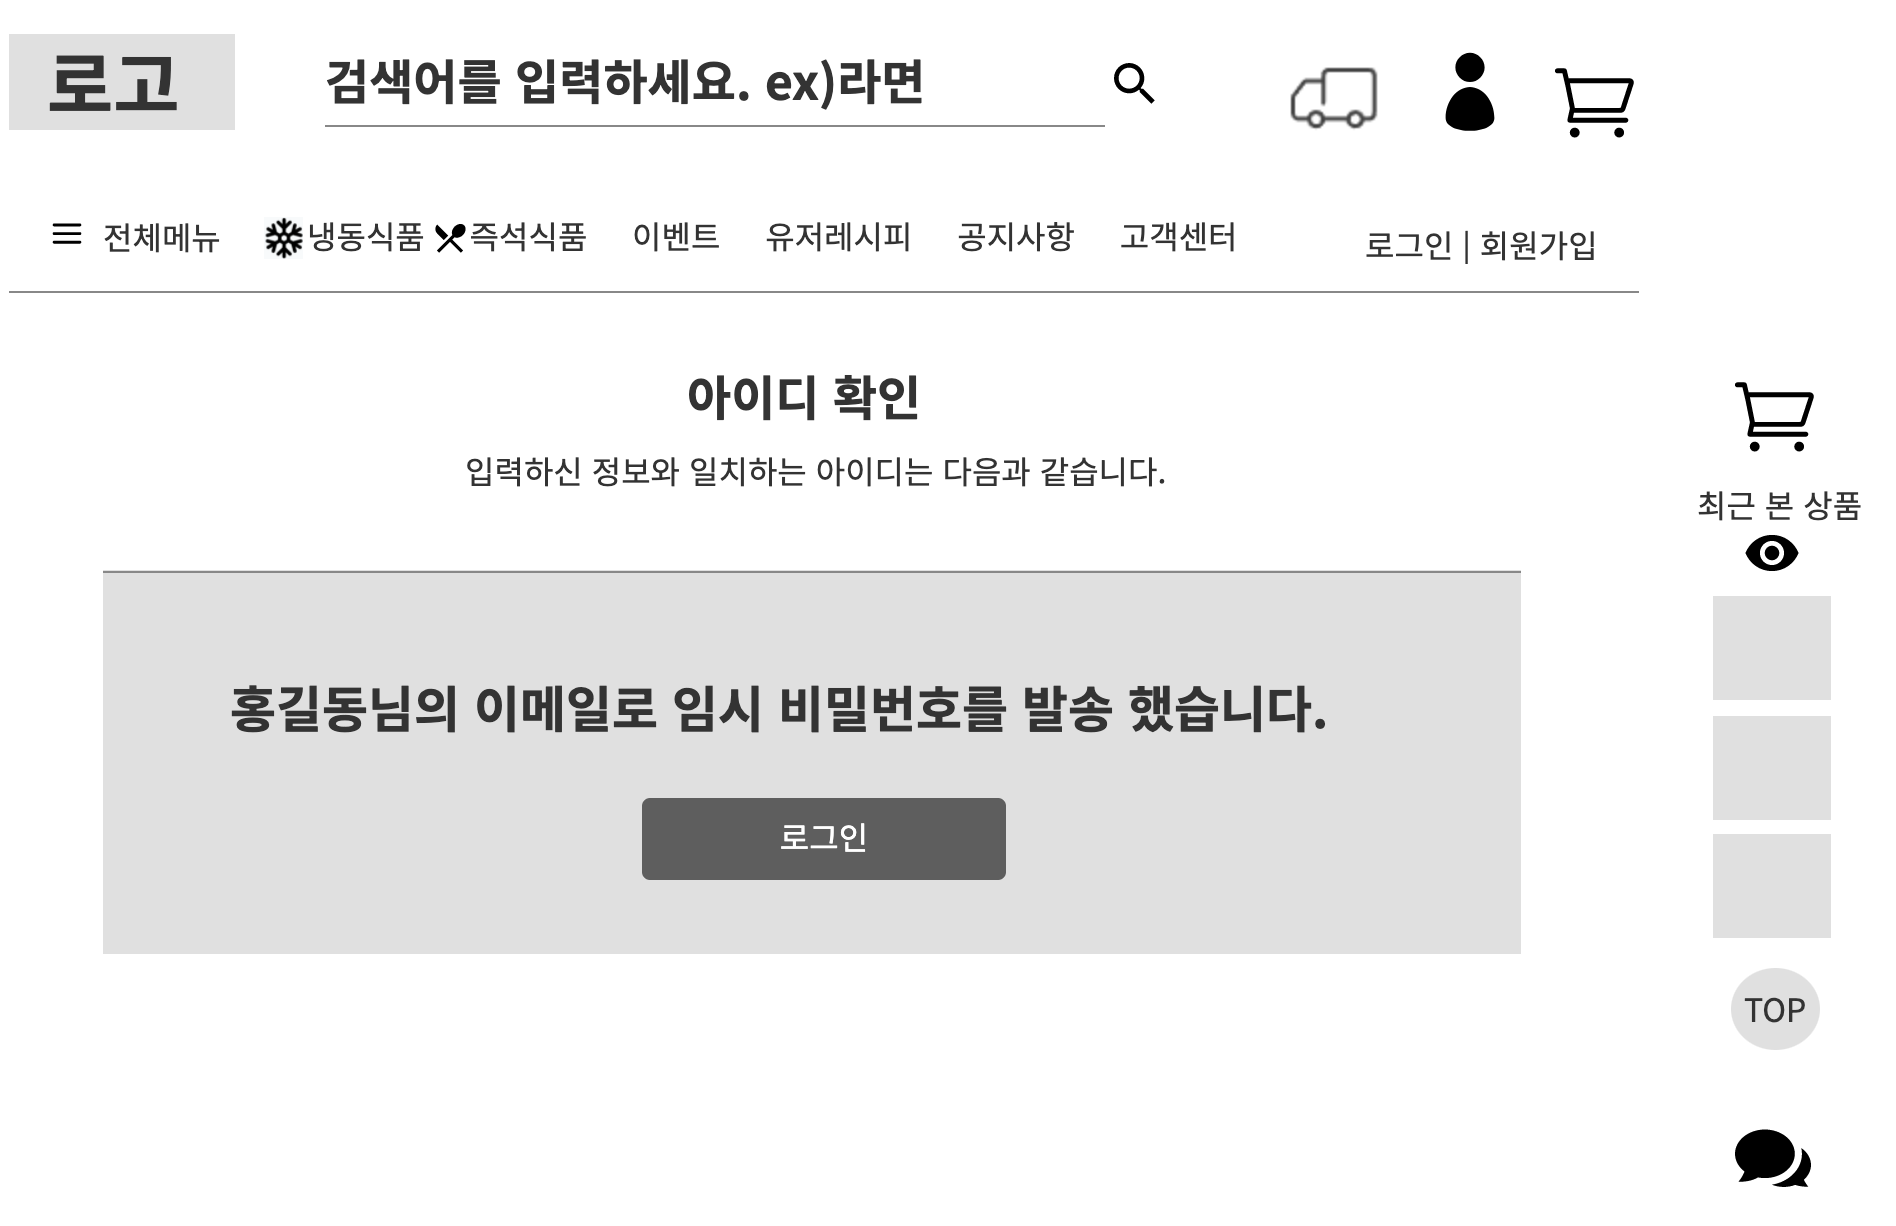 로고
검색어를 입력하세요. ex)라면
전체메뉴 냉동식품 즉석식품 이벤트 유저레시피 공지사항 고객센터 로그인 | 회원가입
아이디 확인
입력하신 정보와 일치하는 아이디는 다음과 같습니다.
최근 본 상품
홍길동님의 이메일로 임시 비밀번호를 발송 했습니다.
로그인
TOP